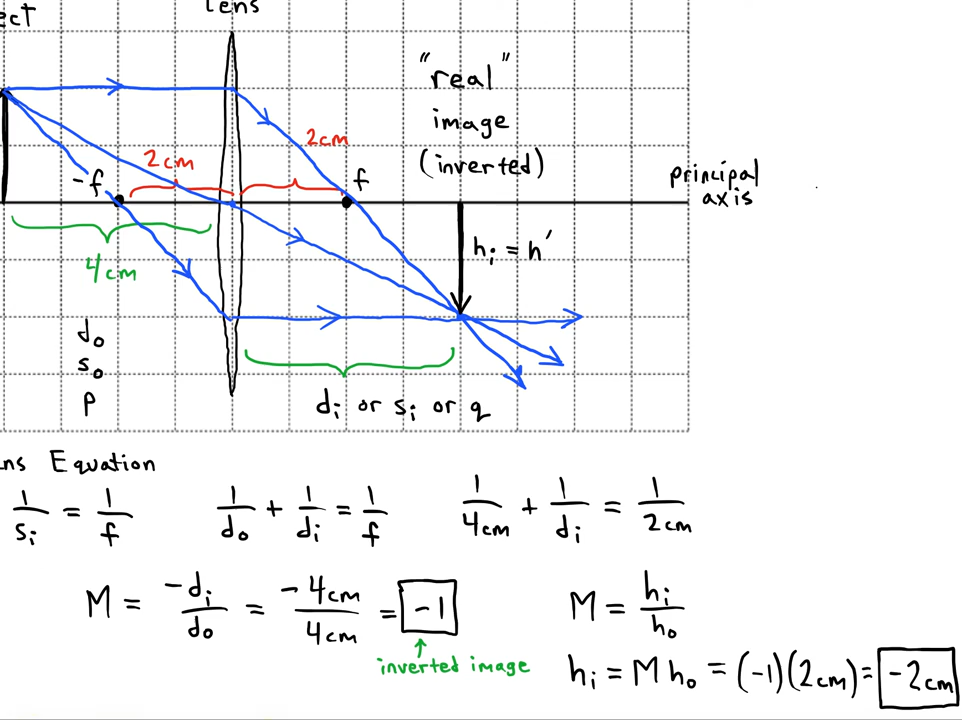 ect
Lens
"real"
image
(inverted)
2cm
2cm
-f
f
principal
axis
4cm
hᵢ = h′
dₒ
sₒ
p
dᵢ or sᵢ or q
ns Equation
1/sᵢ = 1/f
1/dₒ + 1/dᵢ = 1/f
1/4cm + 1/dᵢ = 1/2cm
M = -dᵢ/dₒ = -4cm/4cm = -1
inverted image
M = hᵢ/hₒ
hᵢ = M hₒ = (-1)(2cm) = -2cm